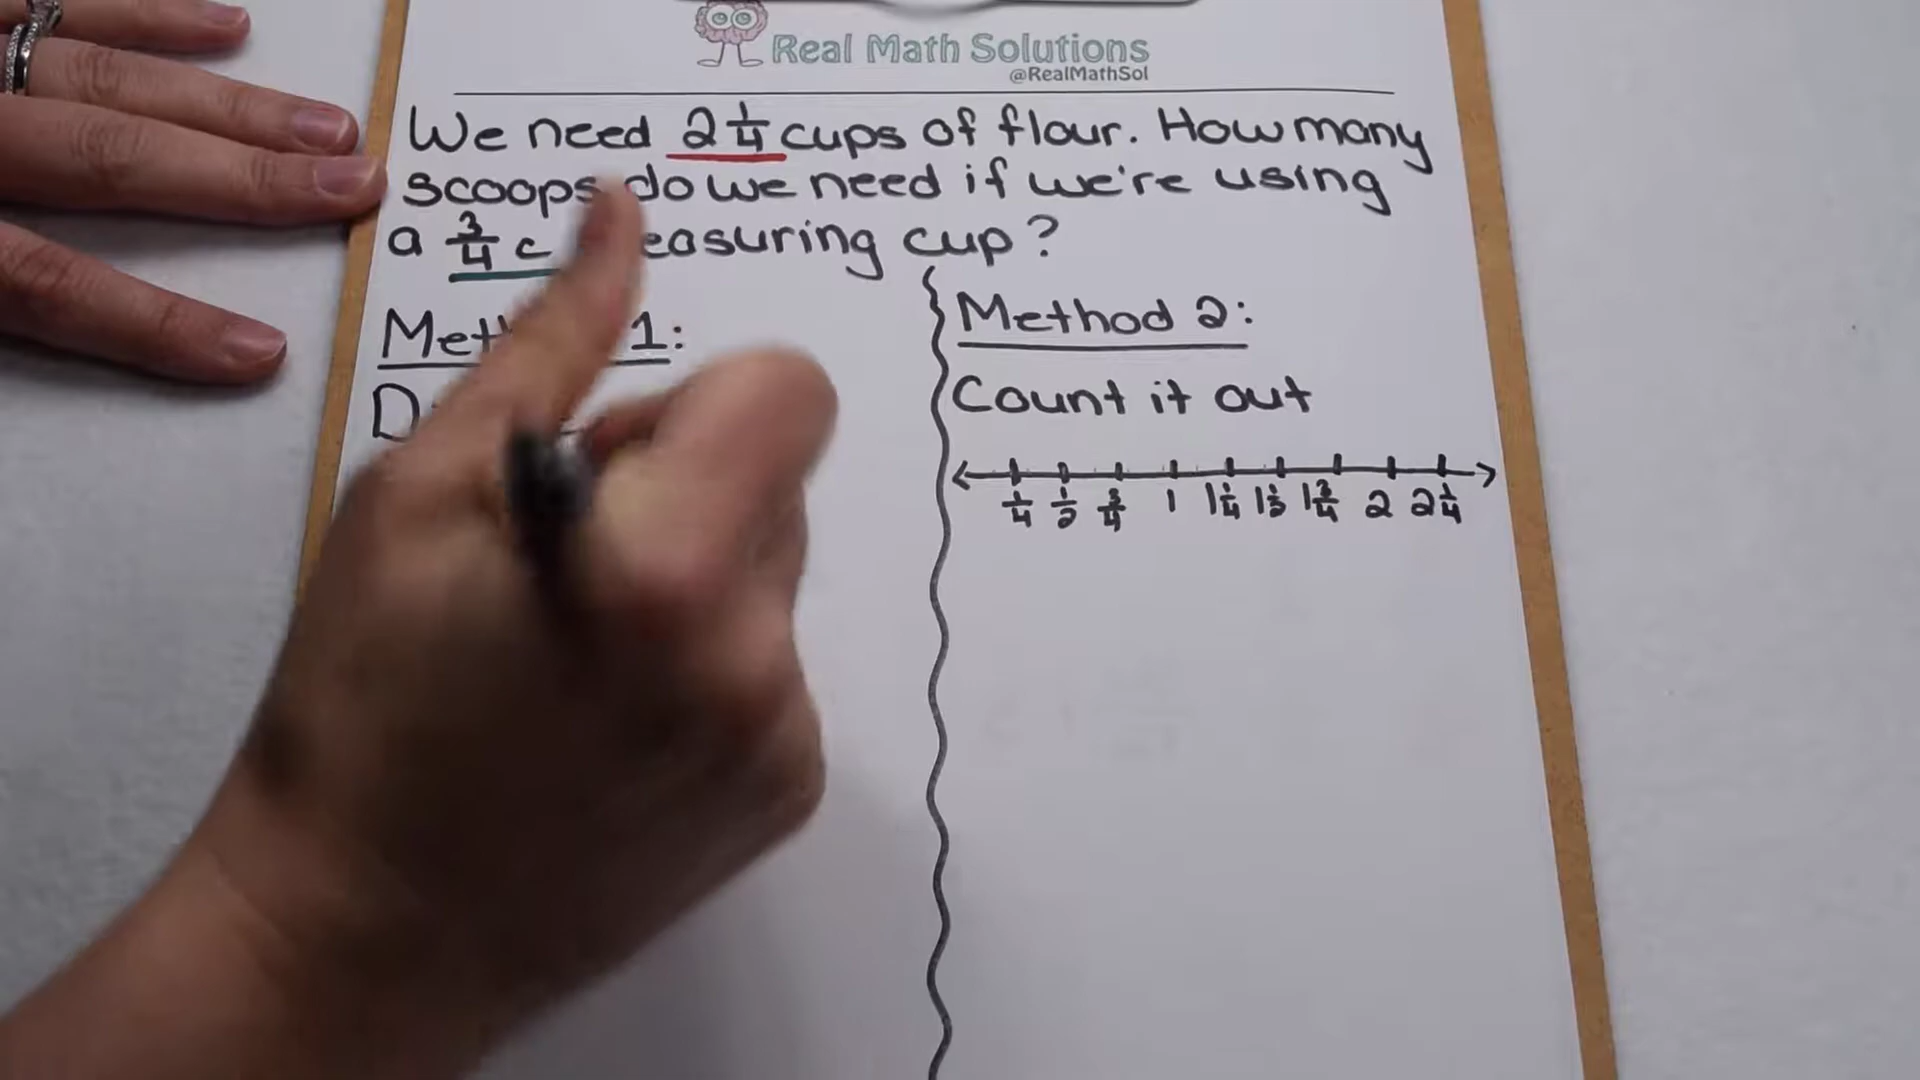 Real Math Solutions
@RealMathSol
We need 2 1/4 cups of flour. How many
scoops do we need if we're using
a 3/4 c easuring cup?
1:
Method 2:
Count it out
1/4 1/2 3/4 1 1 1/4 1 1/2 1 3/4 2 2 1/4